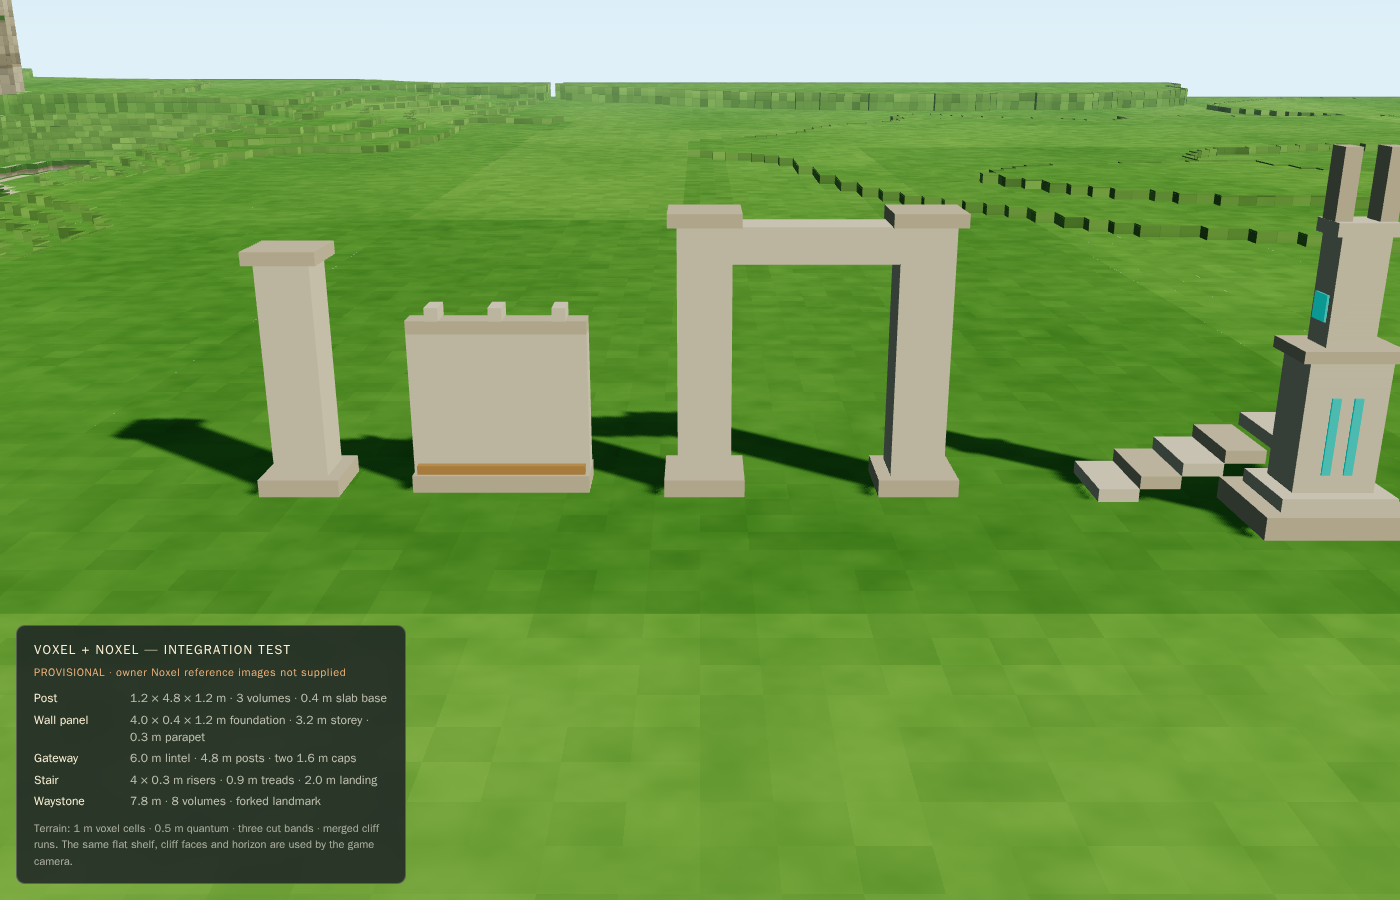 VOXEL + NOXEL — INTEGRATION TEST
PROVISIONAL · owner Noxel reference images not supplied
Post 1.2 × 4.8 × 1.2 m · 3 volumes · 0.4 m slab base
Wall panel 4.0 × 0.4 × 1.2 m foundation · 3.2 m storey ·
0.3 m parapet
Gateway 6.0 m lintel · 4.8 m posts · two 1.6 m caps
Stair 4 × 0.3 m risers · 0.9 m treads · 2.0 m landing
Waystone 7.8 m · 8 volumes · forked landmark
Terrain: 1 m voxel cells · 0.5 m quantum · three cut bands · merged cliff
runs. The same flat shelf, cliff faces and horizon are used by the game
camera.